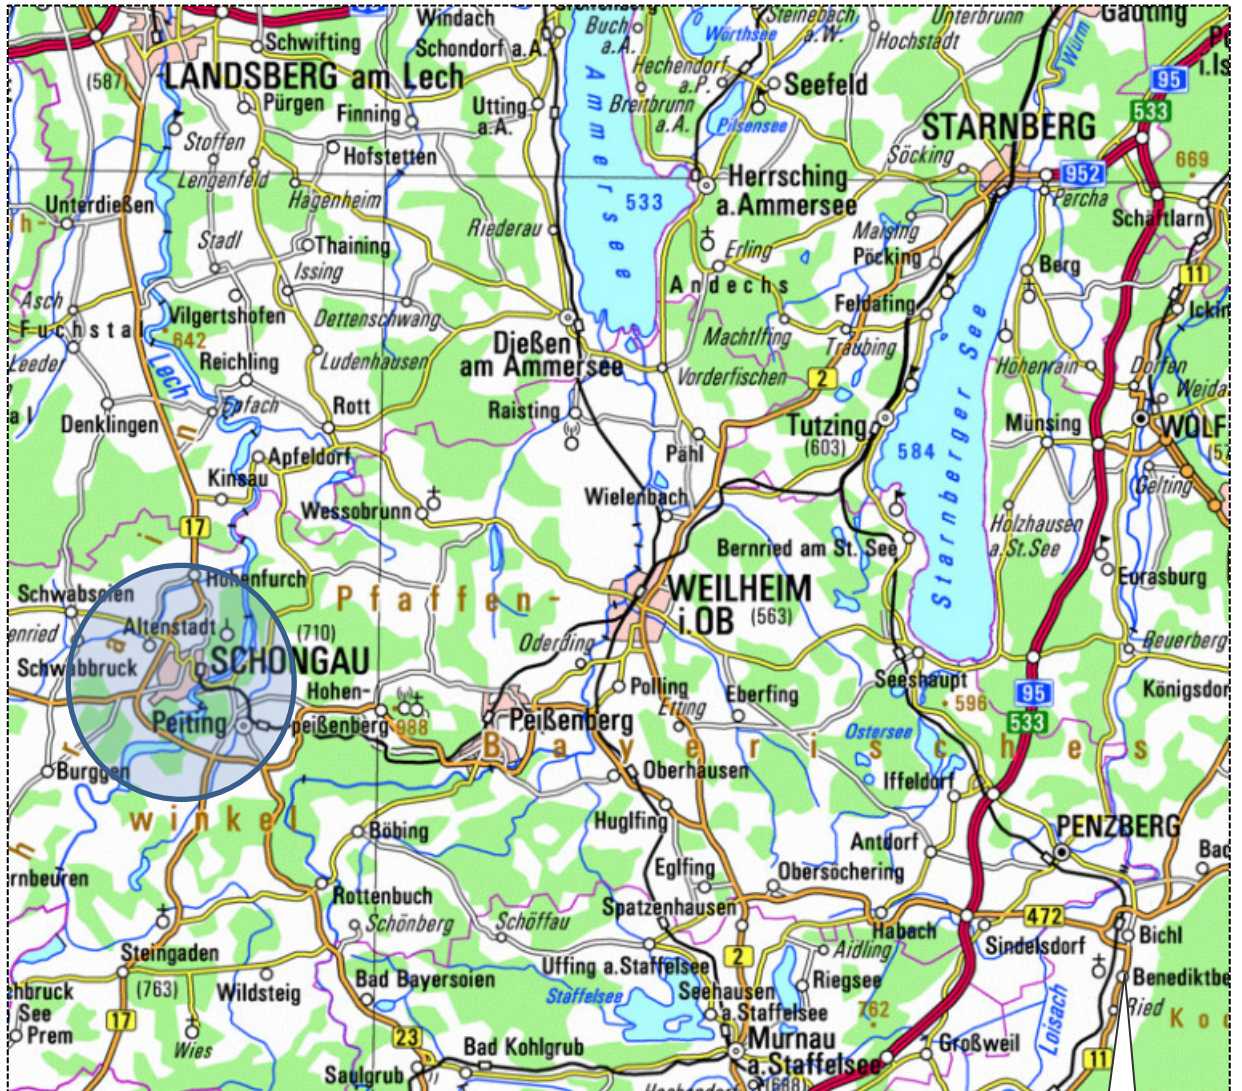 Windach
Buch
a.A.
Wörthsee
Steinebach
a.W.
Unterbrunn
Gauting
Schwifting
Schondorf a.A.
Hochstadt
Würm
LANDSBERG am Lech
(587)
Hechendorf
a.P.
Seefeld
95
533
Pürgen
Utting
a.A.
Breitbrunn
a.A.
Finning
Pilsensee
STARNBERG
Stoffen
Hofstetten
Söcking
669
Lengenfeld
Hagenheim
Herrsching
a.Ammersee
952
Percha
Unterdießen
Ammersee
533
Schäftlarn
Riederau
Maising
Stadl
Thaining
Erling
Pöcking
Berg
Issing
Andechs
11
Asch
Vilgertshofen
Feldafing
Fuchstal
Dettenschwang
Machtlfing
Leeder
642
Dießen
am Ammersee
Traubing
Reichling
Ludenhausen
Höhenrain
Dorfen
Lech
Vorderfischen
2
Starnberger See
Epfach
Rott
Raisting
Denklingen
Tutzing
(603)
Münsing
Pähl
584
Apfeldorf
Kinsau
Gelting
Wessobrunn
Wielenbach
17
Holzhausen
a.St.See
Bernried am St. See
Hohenfurch
Eurasburg
Schwabsoien
Pfaffen-
WEILHEIM
i.OB
(563)
Altenstadt
(710)
Oderding
Beuerberg
Schwabbruck
SCHONGAU
Seeshaupt
Hohen-
peißenberg
988
Polling
Eberfing
95
533
596
Etting
Peiting
Peißenberg
Ostersee
Bayerisches
Burggen
Oberhausen
Iffeldorf
winkel
Böbing
Huglfing
PENZBERG
Antdorf
Eglfing
Obersöchering
Rottenbuch
Schönberg
Schöffau
Spatzenhausen
Habach
472
Sindelsdorf
Bichl
Steingaden
Aidling
2
(763)
Wildsteig
Bad Bayersoien
Uffing a.Staffelsee
Riegsee
Staffelsee
Seehausen
a.Staffelsee
762
Loisach
Ried
See
Prem
17
Wies
23
Bad Kohlgrub
Murnau
a.Staffelsee
(688)
Großweil
11
Saulgrub